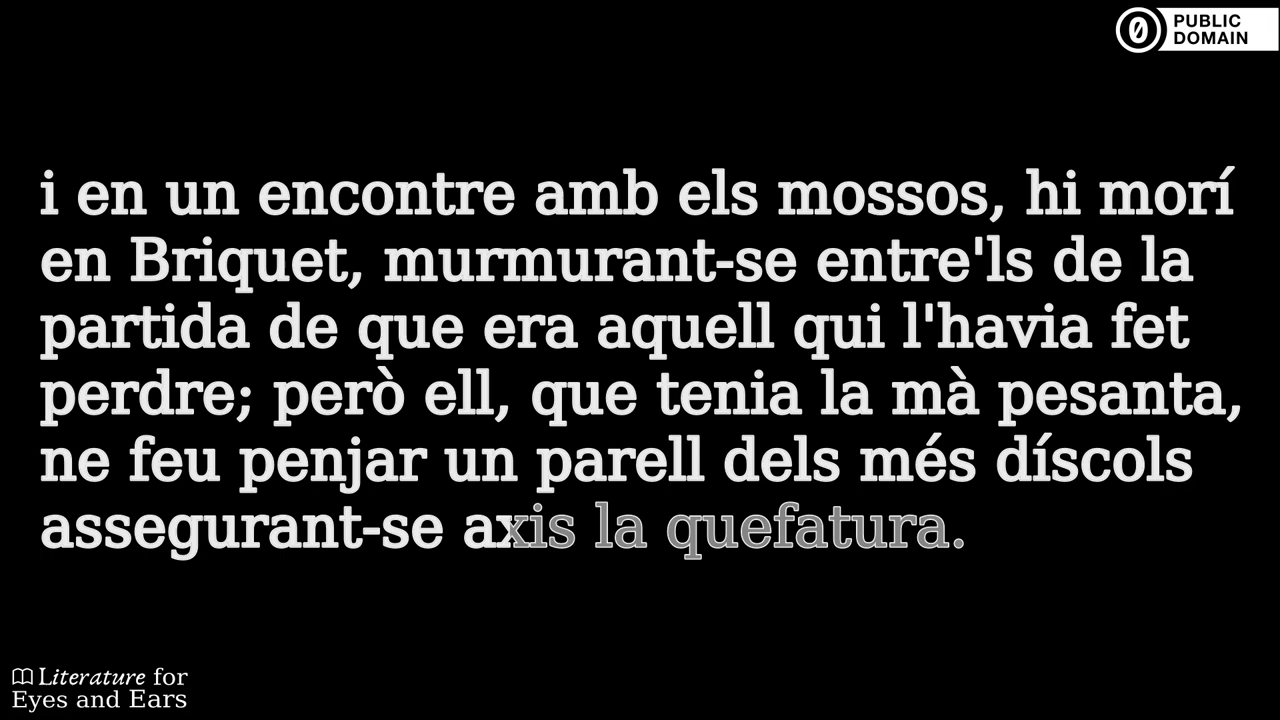 PUBLIC
DOMAIN
i en un encontre amb els mossos, hi morí
en Briquet, murmurant-se entre'ls de la
partida de que era aquell qui l'havia fet
perdre; però ell, que tenia la mà pesanta,
ne feu penjar un parell dels més díscols
assegurant-se axis la quefatura.
Literature for
Eyes and Ears